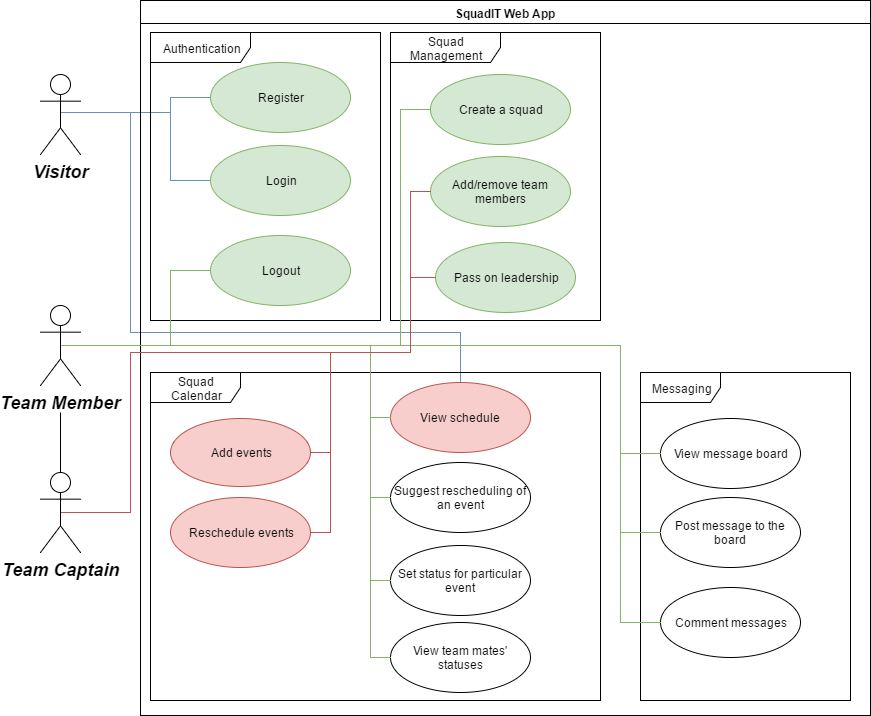 SquadIT Web App
Authentication
Squad
Management
Register
Create a squad
Visitor
Login
Add/remove team
members
Logout
Pass on leadership
Team Member
Squad
Calendar
View schedule
Messaging
Add events
View message board
Suggest rescheduling of
an event
Reschedule events
Post message to the
board
Team Captain
Set status for particular
event
Comment messages
View team mates'
statuses